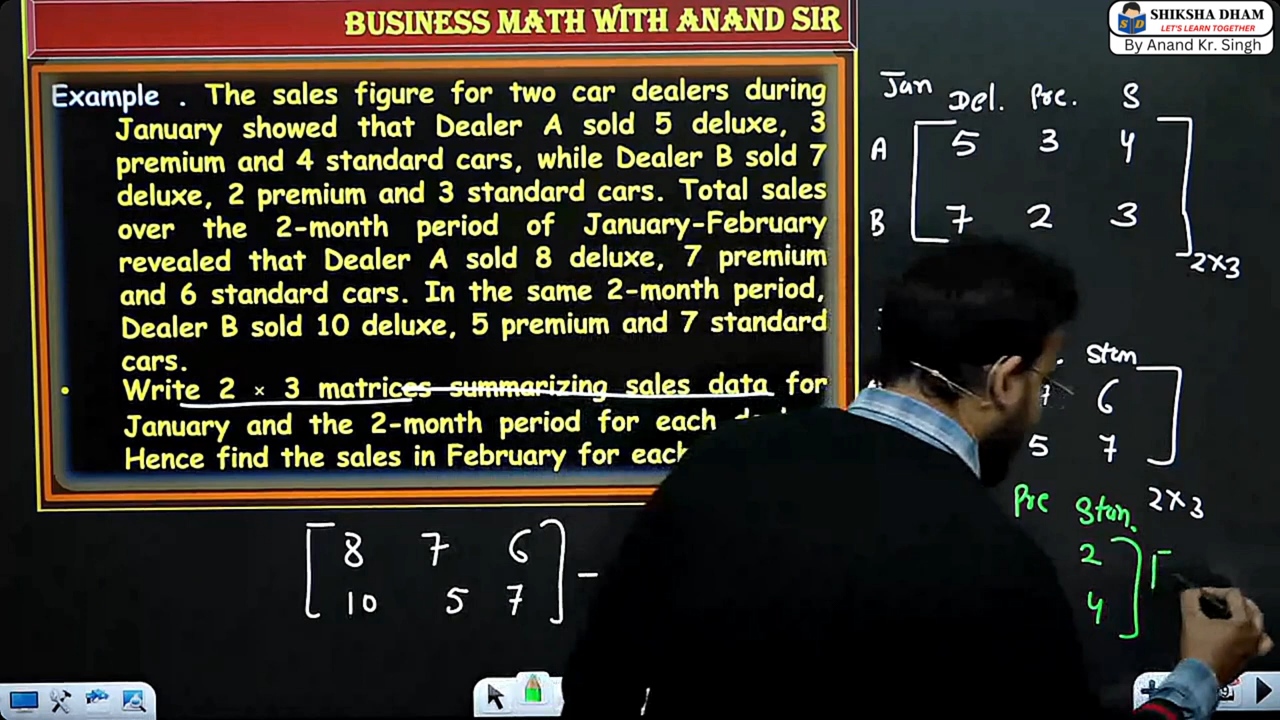 BUSINESS MATH WITH ANAND SIR
SHIKSHA DHAM
LET'S LEARN TOGETHER
By Anand Kr. Singh
Example . The sales figure for two car dealers during
January showed that Dealer A sold 5 deluxe, 3
premium and 4 standard cars, while Dealer B sold 7
deluxe, 2 premium and 3 standard cars. Total sales
over the 2-month period of January-February
revealed that Dealer A sold 8 deluxe, 7 premium
and 6 standard cars. In the same 2-month period,
Dealer B sold 10 deluxe, 5 premium and 7 standard
cars.
• Write 2 × 3 matrices summarizing sales data for
January and the 2-month period for each
Hence find the sales in February for each
Jan Del. Pre. S
A 5 3 4
B 7 2 3
2×3
Stan
7 6
5 7
2×3
Pre Stan.
2
4
8 7 6
10 5 7
−